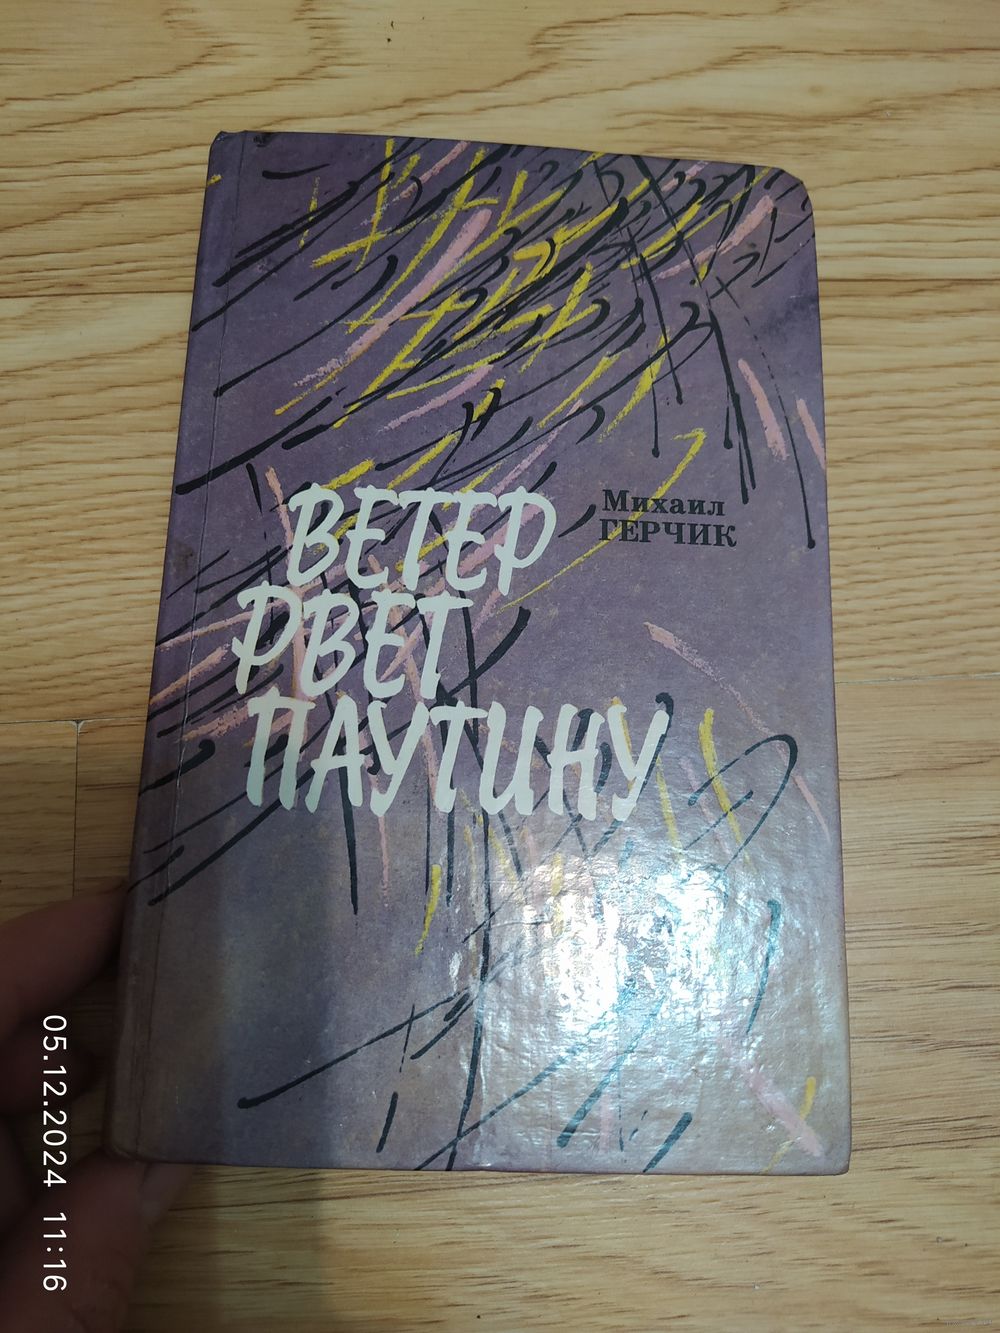 Михаил
ГЕРЧИК
ВЕТЕР
РВЕТ
ПАУТИНУ
05.12.2024 11:16